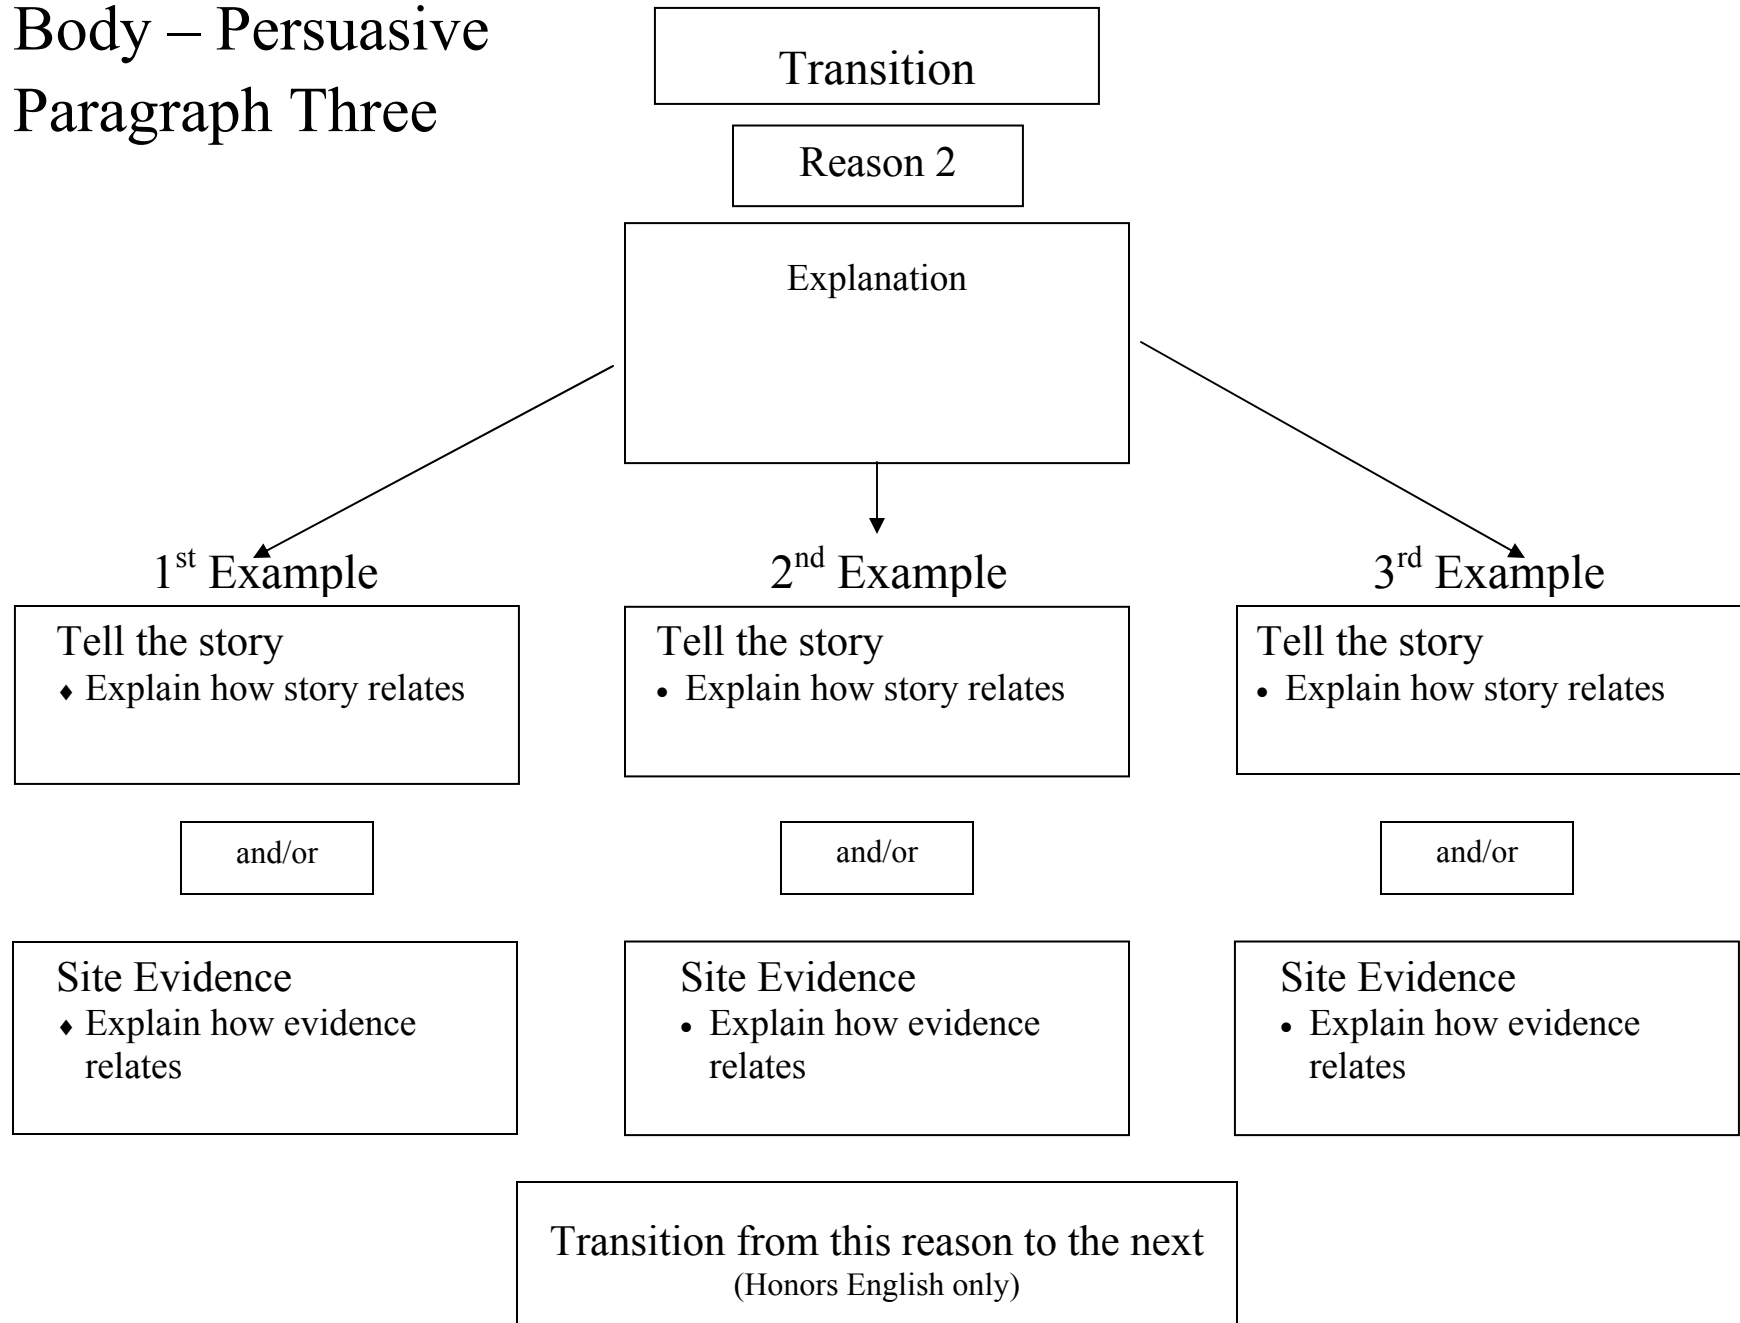 Body – Persuasive
Paragraph Three
Transition
Reason 2
Explanation
1st Example
2nd Example
3rd Example
Tell the story
♦ Explain how story relates
Tell the story
• Explain how story relates
Tell the story
• Explain how story relates
and/or
and/or
and/or
Site Evidence
♦ Explain how evidence
relates
Site Evidence
• Explain how evidence
relates
Site Evidence
• Explain how evidence
relates
Transition from this reason to the next
(Honors English only)